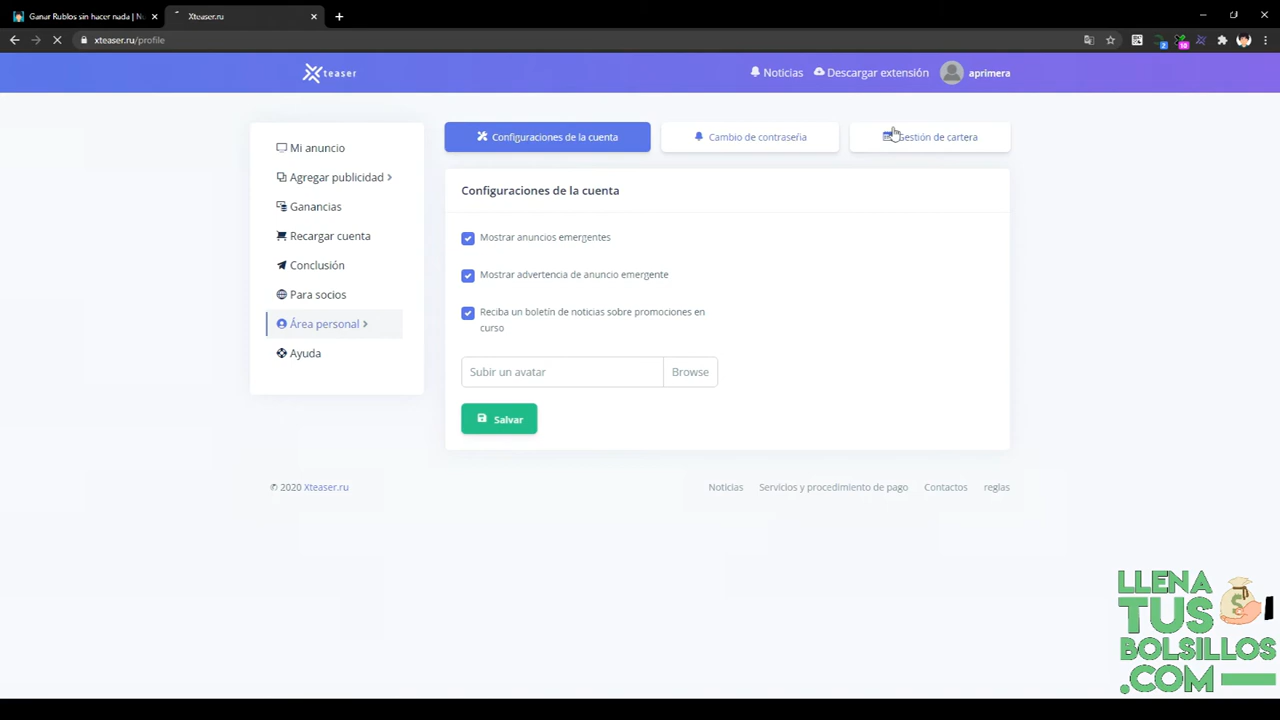 Ganar Rublos sin hacer nada | N
Xteaser.ru
xteaser.ru/profile
2
18
Xteaser
Noticias
Descargar extensión
aprimera
Mi anuncio
Agregar publicidad
Ganancias
Recargar cuenta
Conclusión
Para socios
Área personal
Ayuda
Configuraciones de la cuenta
Cambio de contraseña
Gestión de cartera
Configuraciones de la cuenta
Mostrar anuncios emergentes
Mostrar advertencia de anuncio emergente
Reciba un boletín de noticias sobre promociones en
curso
Subir un avatar
Browse
Salvar
© 2020 Xteaser.ru
Noticias
Servicios y procedimiento de pago
Contactos
reglas
LLENA
TUS
BOLSILLOS
.COM